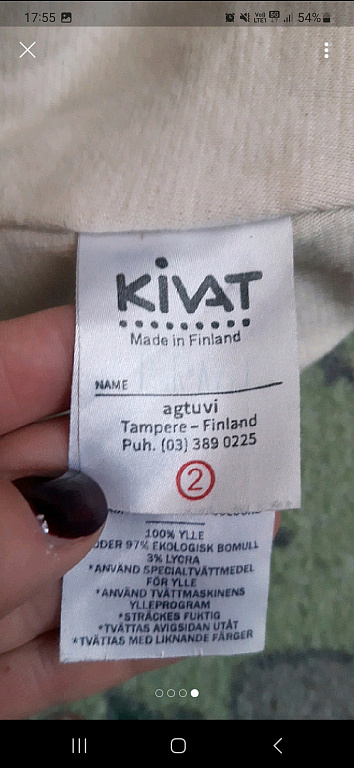 17:55
54%
KiVAT
Made in Finland
NAME
agtuvi
Tampere – Finland
Puh. (03) 389 0225
2
100% YLLE
ODER 97% EKOLOGISK BOMULL
3% LYCRA
*ANVÄND SPECIALTVÄTTMEDEL
FÖR YLLE
*ANVÄND TVÄTTMASKINENS
YLLEPROGRAM
*STRÄCKES FUKTIG
*TVÄTTAS AVIGSIDAN UTÅT
*TVÄTTAS MED LIKNANDE FÄRGER